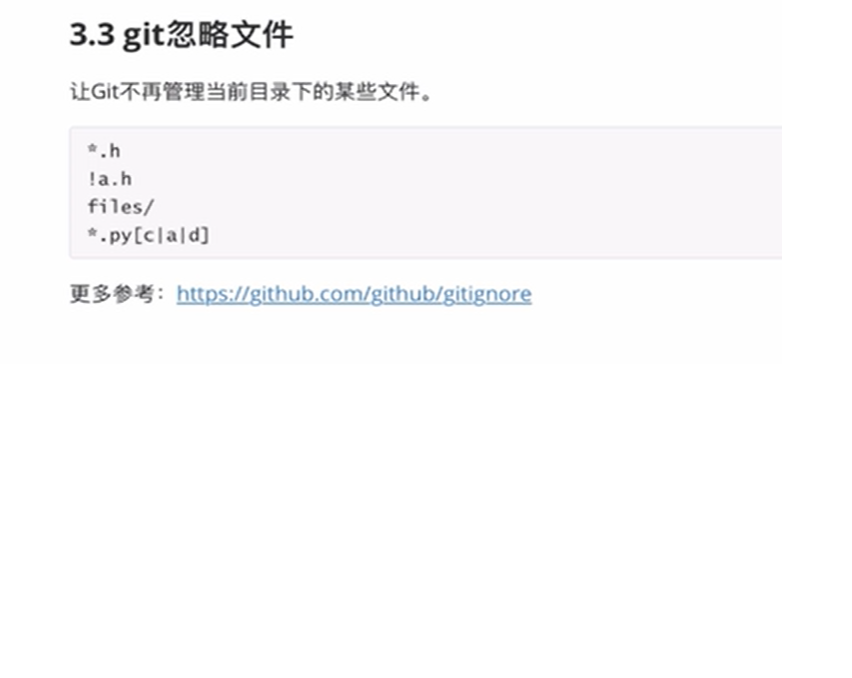 3.3 git忽略文件
让Git不再管理当前目录下的某些文件。
*.h
!a.h
files/
*.py[c|a|d]
更多参考：https://github.com/github/gitignore